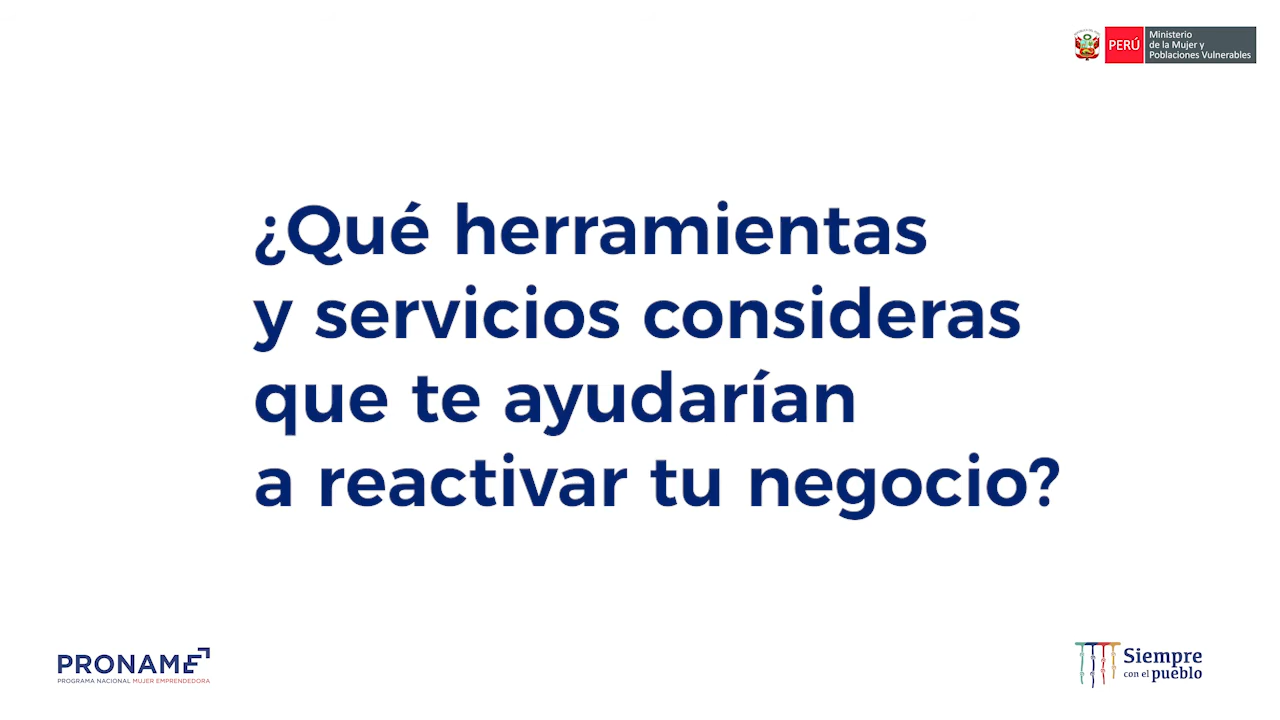 PERÚ
Ministerio
de la Mujer y
Poblaciones Vulnerables
¿Qué herramientas
y servicios consideras
que te ayudarían
a reactivar tu negocio?
PRONAME
PROGRAMA NACIONAL MUJER EMPRENDEDORA
Siempre
con el pueblo